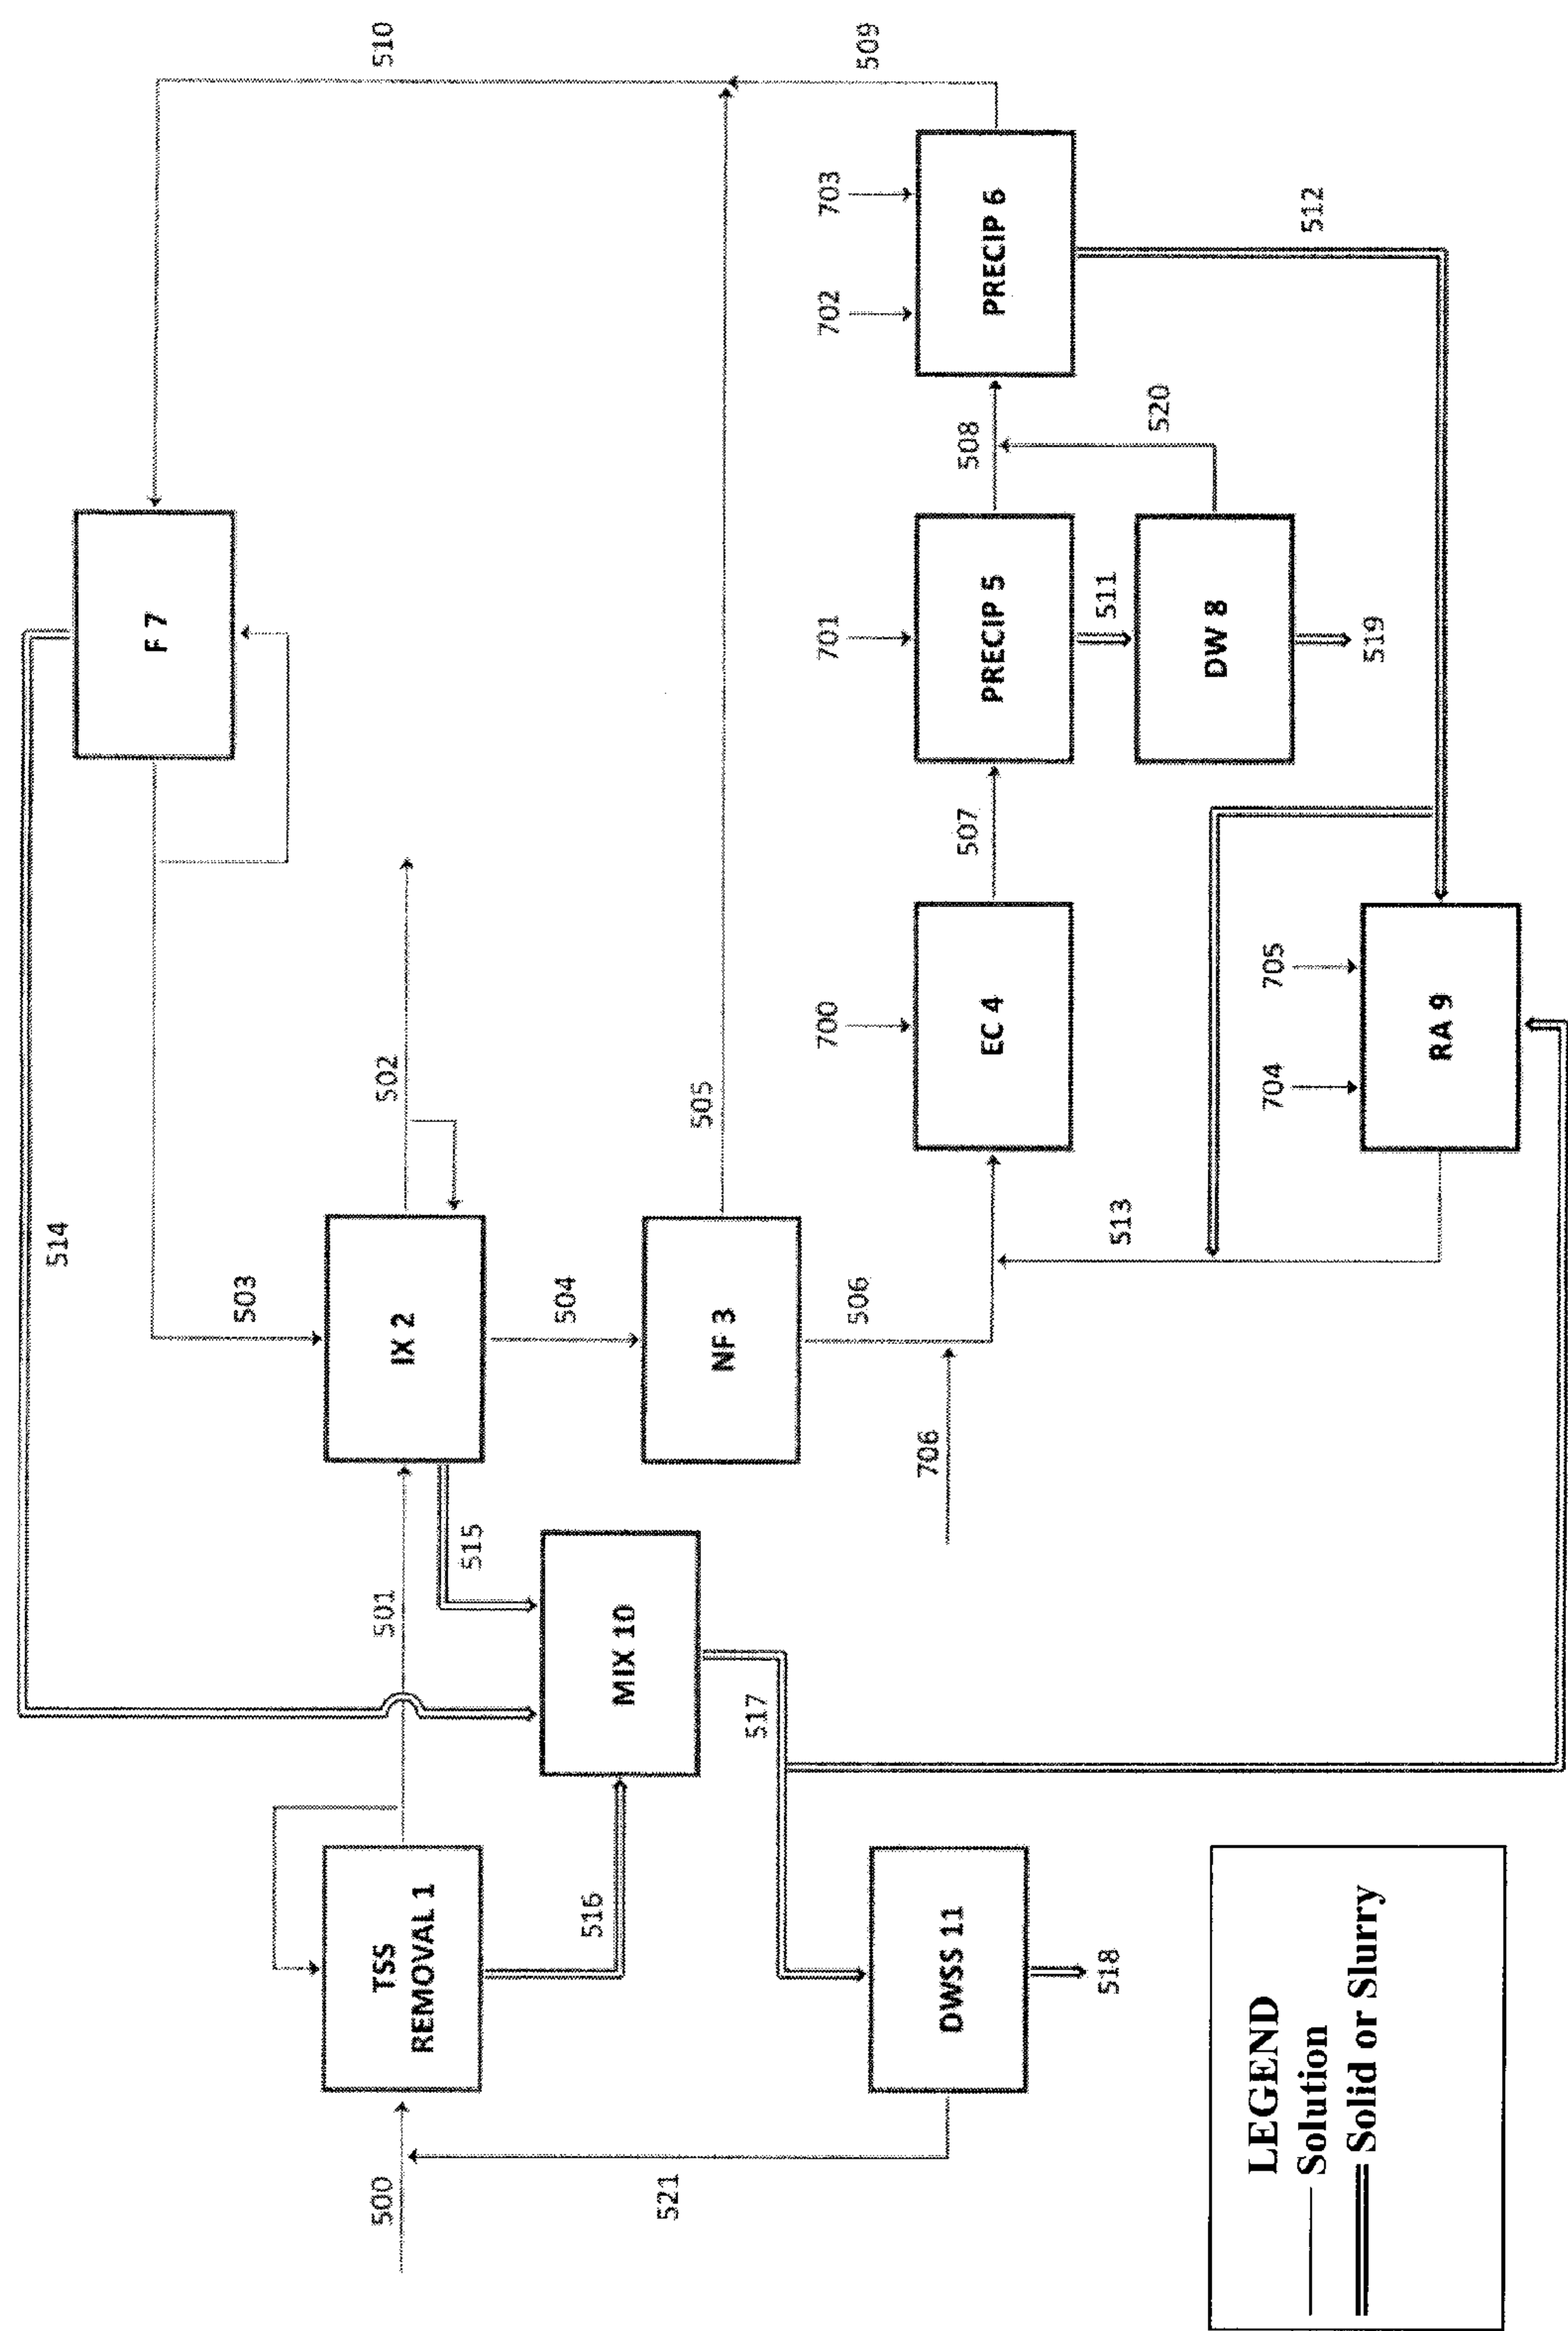 514
510
F 7
503
502
509
505
500
TSS
REMOVAL 1
501
IX 2
515
504
516
MIX 10
NF 3
517
506
706
521
DWSS 11
518
700
EC 4
507
701
PRECIP 5
508
702
703
PRECIP 6
511
520
DW 8
519
512
513
704
705
RA 9
LEGEND
Solution
Solid or Slurry